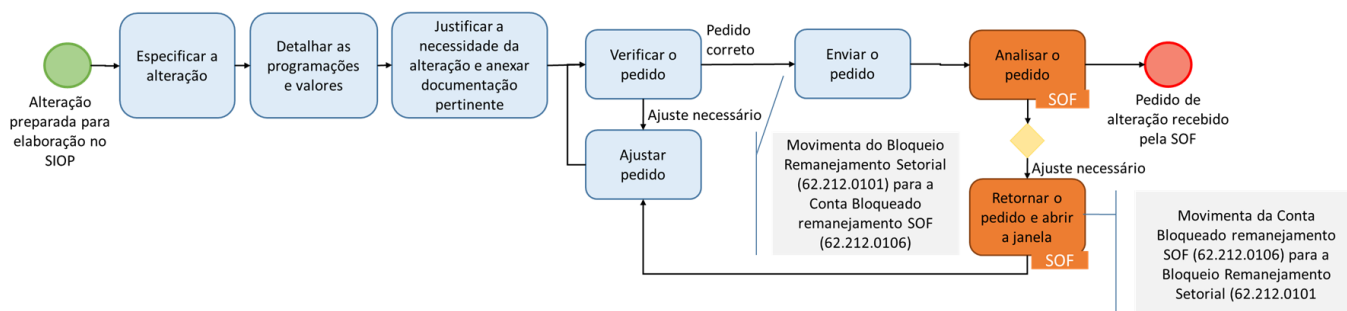 Alteração
preparada para
elaboração no
SIOP
Especificar a
alteração
Detalhar as
programações
e valores
Justificar a
necessidade da
alteração e anexar
documentação
pertinente
Verificar o
pedido
Pedido
correto
Enviar o
pedido
Analisar o
pedido
SOF
Pedido de
alteração recebido
pela SOF
Ajuste necessário
Ajustar
pedido
Movimenta do Bloqueio
Remanejamento Setorial
(62.212.0101) para a
Conta Bloqueado
remanejamento SOF
(62.212.0106)
Ajuste necessário
Retornar o
pedido e abrir
a janela
SOF
Movimenta da Conta
Bloqueado remanejamento
SOF (62.212.0106) para a
Bloqueio Remanejamento
Setorial (62.212.0101